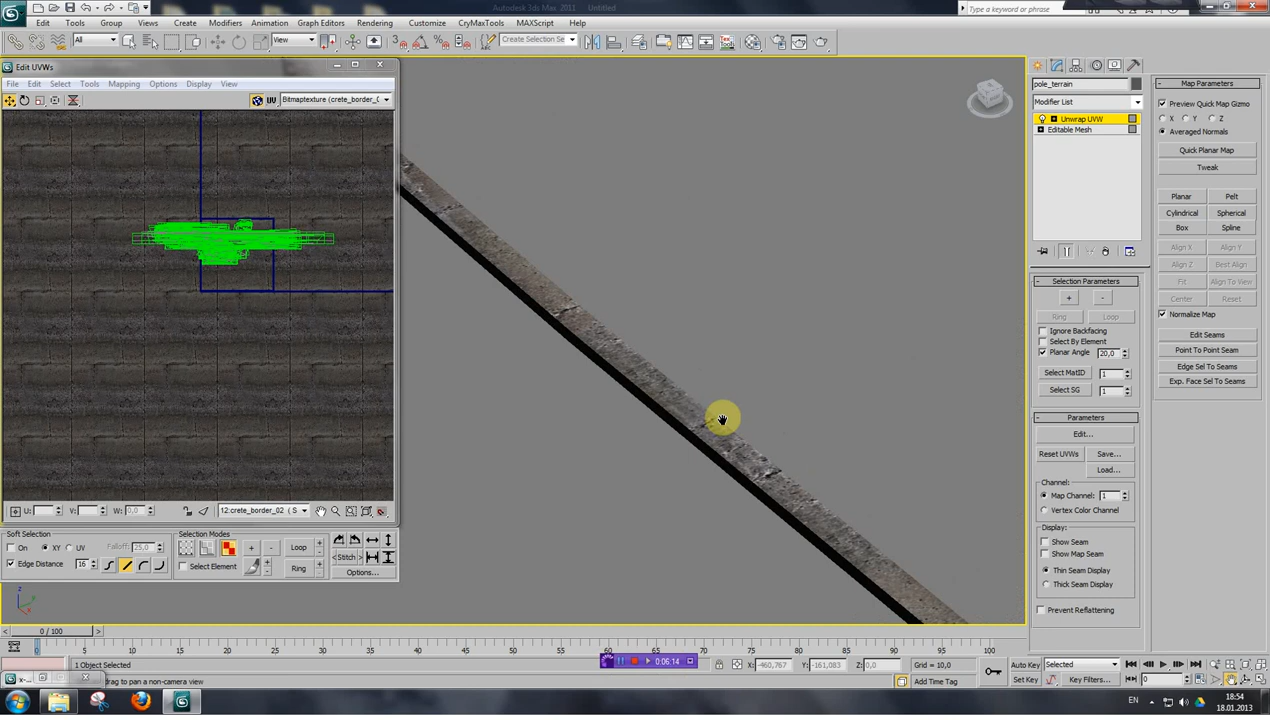 Autodesk 3ds Max 2011 Untitled
Type a keyword or phrase
Edit Tools Group Views Create Modifiers Animation Graph Editors Rendering Customize CryMaxTools MAXScript Help
All View Create Selection Se
Edit UVWs
File Edit Select Tools Mapping Options Display View
UV Bitmaptexture (crete_border_0
U: V: W: 0,0 12:crete_border_02 ( S
Soft Selection
On XY UV Falloff: 25,0
Edge Distance 16
Selection Modes
Select Element
Loop
Ring
Stitch
Options...
pole_terrain
Modifier List
Unwrap UVW
Editable Mesh
Selection Parameters
+ -
Ring Loop
Ignore Backfacing
Select By Element
Planar Angle 20,0
Select MatID 1
Select SG 1
Parameters
Edit...
Reset UVWs Save...
Load...
Channel:
Map Channel: 1
Vertex Color Channel
Display:
Show Seam
Show Map Seam
Thin Seam Display
Thick Seam Display
Prevent Reflattening
Map Parameters
Preview Quick Map Gizmo
X Y Z
Averaged Normals
Quick Planar Map
Tweak
Planar Pelt
Cylindrical Spherical
Box Spline
Align X Align Y
Align Z Best Align
Fit Align To View
Center Reset
Normalize Map
Edit Seams
Point To Point Seam
Edge Sel To Seams
Exp. Face Sel To Seams
z
0 / 100
0 5 10 15 20 25 30 35 40 45 50 55 60 65 70 75 80 85 90 95 100
1 Object Selected
0:06:14
X: -460,767 Y: -161,083 Z: 0,0 Grid = 10,0
Auto Key Selected
drag to pan a non-camera view
Add Time Tag
Set Key Key Filters... 0
EN
18:54
18.01.2013